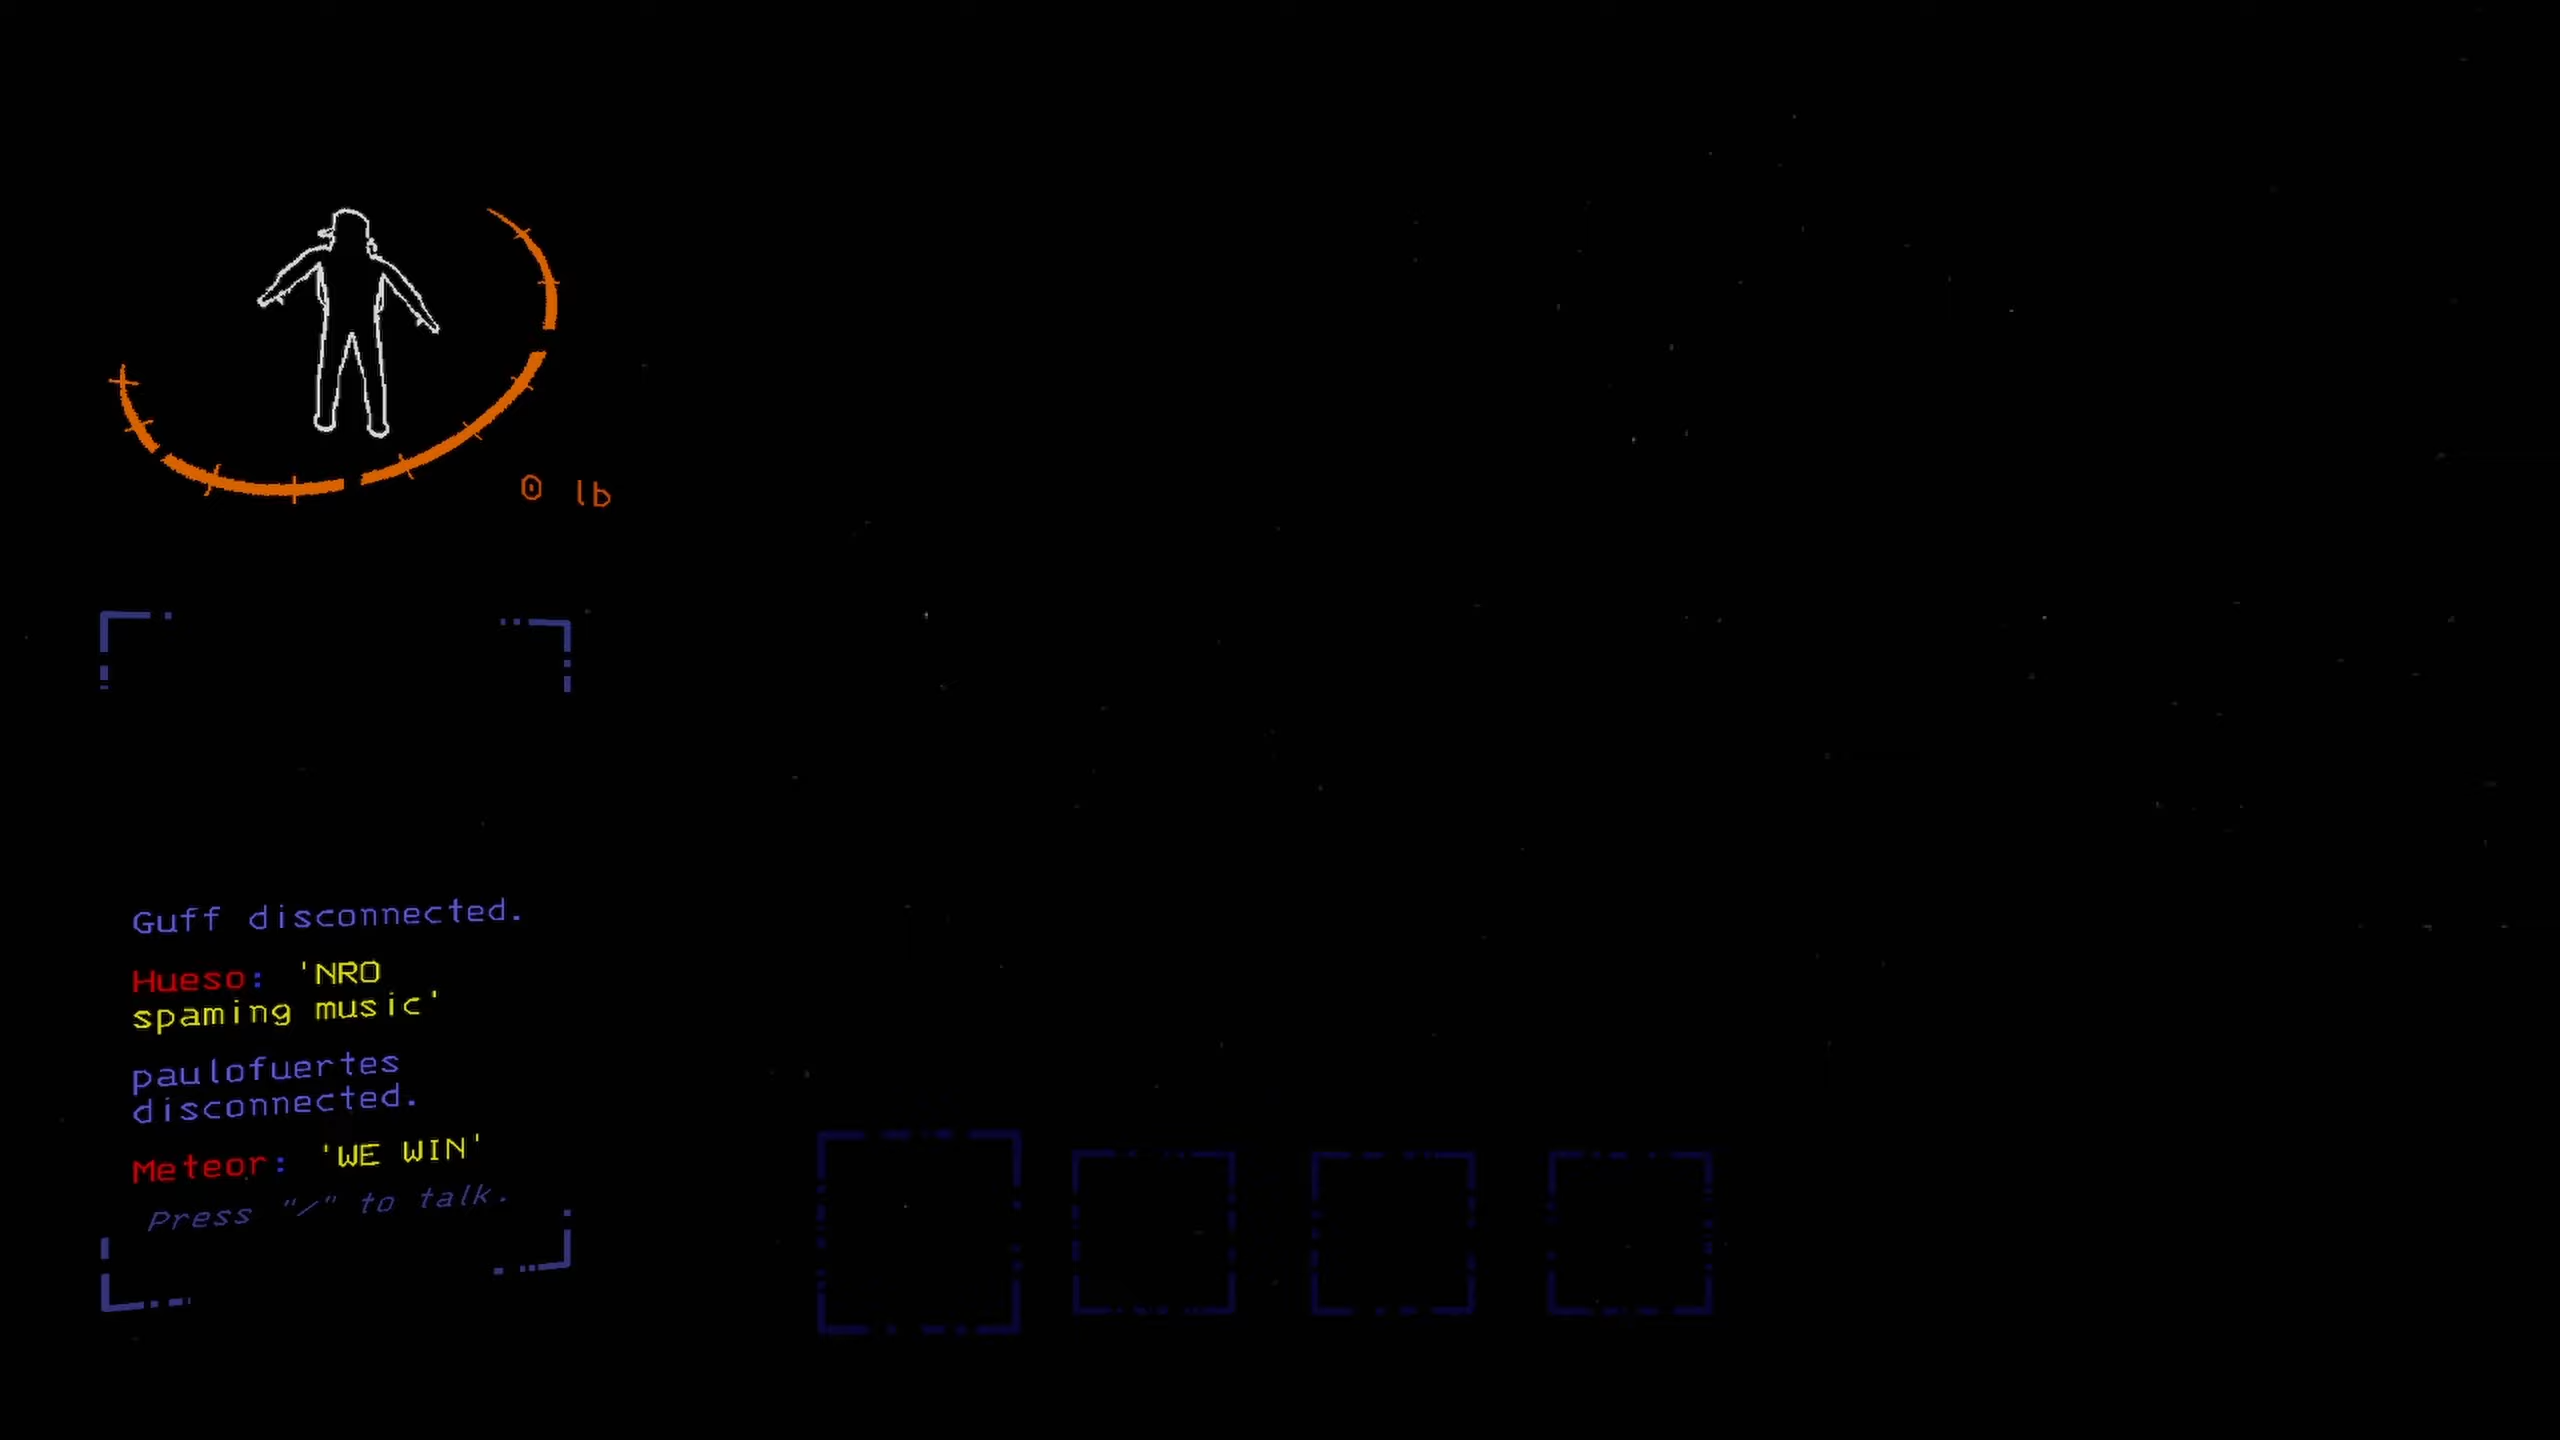 0 lb
Guff disconnected.
Hueso: 'NRO
spaming music'
paulofuertes
disconnected.
Meteor: 'WE WIN'
Press "/" to talk.